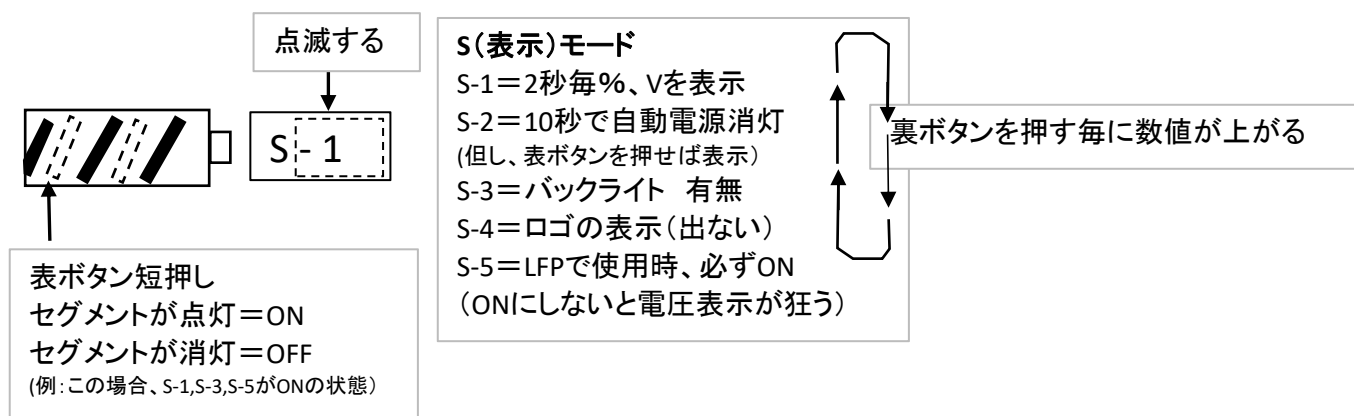 点滅する
S - 1
表ボタン短押し
セグメントが点灯＝ON
セグメントが消灯＝OFF
(例：この場合、S-1,S-3,S-5がONの状態）
S（表示）モード
S-1＝2秒毎%、Vを表示
S-2＝10秒で自動電源消灯
(但し、表ボタンを押せば表示）
S-3＝バックライト　有無
S-4＝ロゴの表示（出ない）
S-5＝LFPで使用時、必ずON
（ONにしないと電圧表示が狂う）
裏ボタンを押す毎に数値が上がる